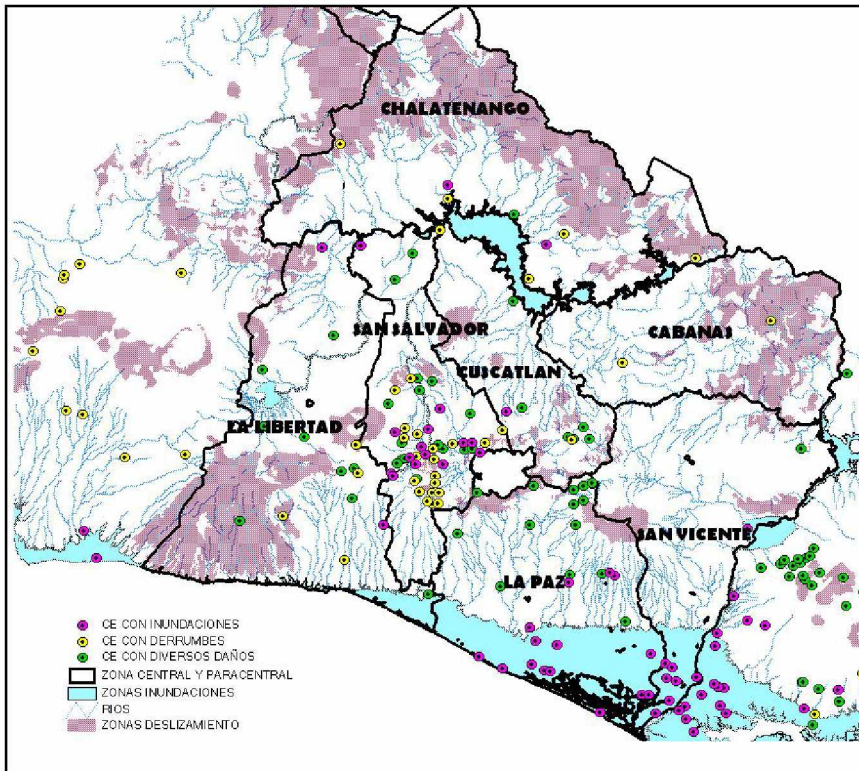 CHALATENANGO
SAN SALVADOR
CABANAS
CUSCATLAN
LA LIBERTAD
SAN VICENTE
LA PAZ
CE CON INUNDACIONES
CE CON DERRUMBES
CE CON DIVERSOS DAÑOS
ZONA CENTRAL Y PARACENTRAL
ZONAS INUNDACIONES
RIOS
ZONAS DESLIZAMIENTO